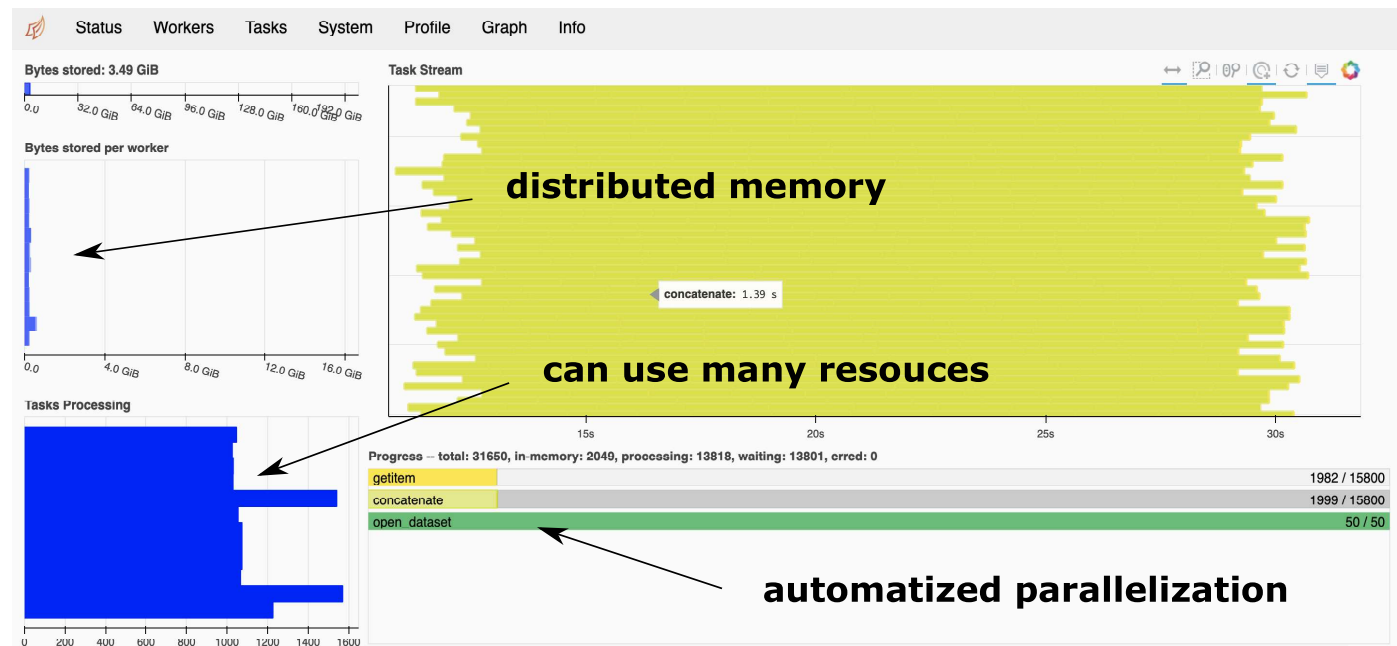 Status Workers Tasks System Profile Graph Info
Bytes stored: 3.49 GiB
0.0 32.0 GiB 64.0 GiB 96.0 GiB 128.0 GiB 160.0 GiB 192.0 GiB
Bytes stored per worker
0.0 4.0 GiB 8.0 GiB 12.0 GiB 16.0 GiB
Tasks Processing
0 200 400 600 800 1000 1200 1400 1600
Task Stream
distributed memory
concatenate: 1.39 s
can use many resouces
15s 20s 25s 30s
Progress -- total: 31650, in-memory: 2049, processing: 13818, waiting: 13801, erred: 0
getitem 1982 / 15800
concatenate 1999 / 15800
open_dataset 50 / 50
automatized parallelization